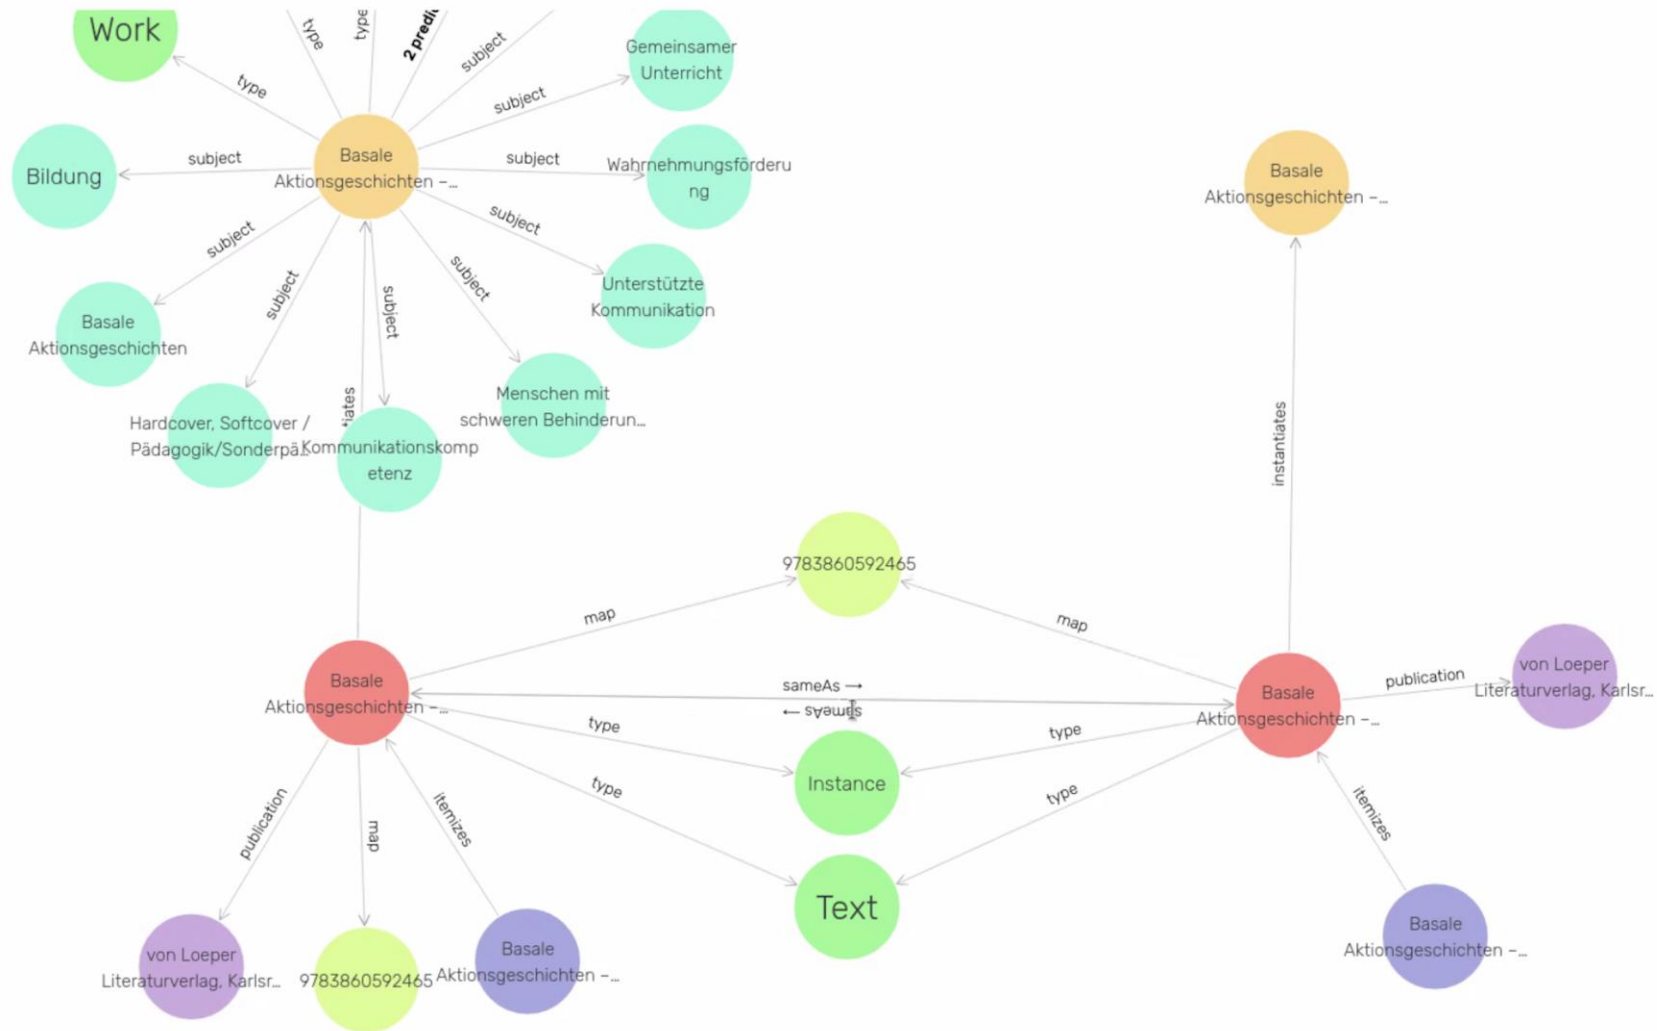 Work
type
type
2 predi
subject
type
subject
Gemeinsamer
Unterricht
Bildung
subject
Basale
Aktionsgeschichten –…
subject
Wahrnehmungsförderu
ng
subject
subject
subject
subject
subject
Unterstützte
Kommunikation
Basale
Aktionsgeschichten
Hardcover, Softcover /
Pädagogik/Sonderpä…
tiates
Kommunikationskomp
etenz
Menschen mit
schweren Behinderun…
Basale
Aktionsgeschichten –…
instantiates
9783860592465
map
map
Basale
Aktionsgeschichten –…
sameAs →
sameAs →
type
type
Instance
type
type
Text
Basale
Aktionsgeschichten –…
publication
von Loeper
Literaturverlag, Karlsr…
publication
map
itemizes
itemizes
von Loeper
Literaturverlag, Karlsr…
9783860592465
Basale
Aktionsgeschichten –…
Basale
Aktionsgeschichten –…